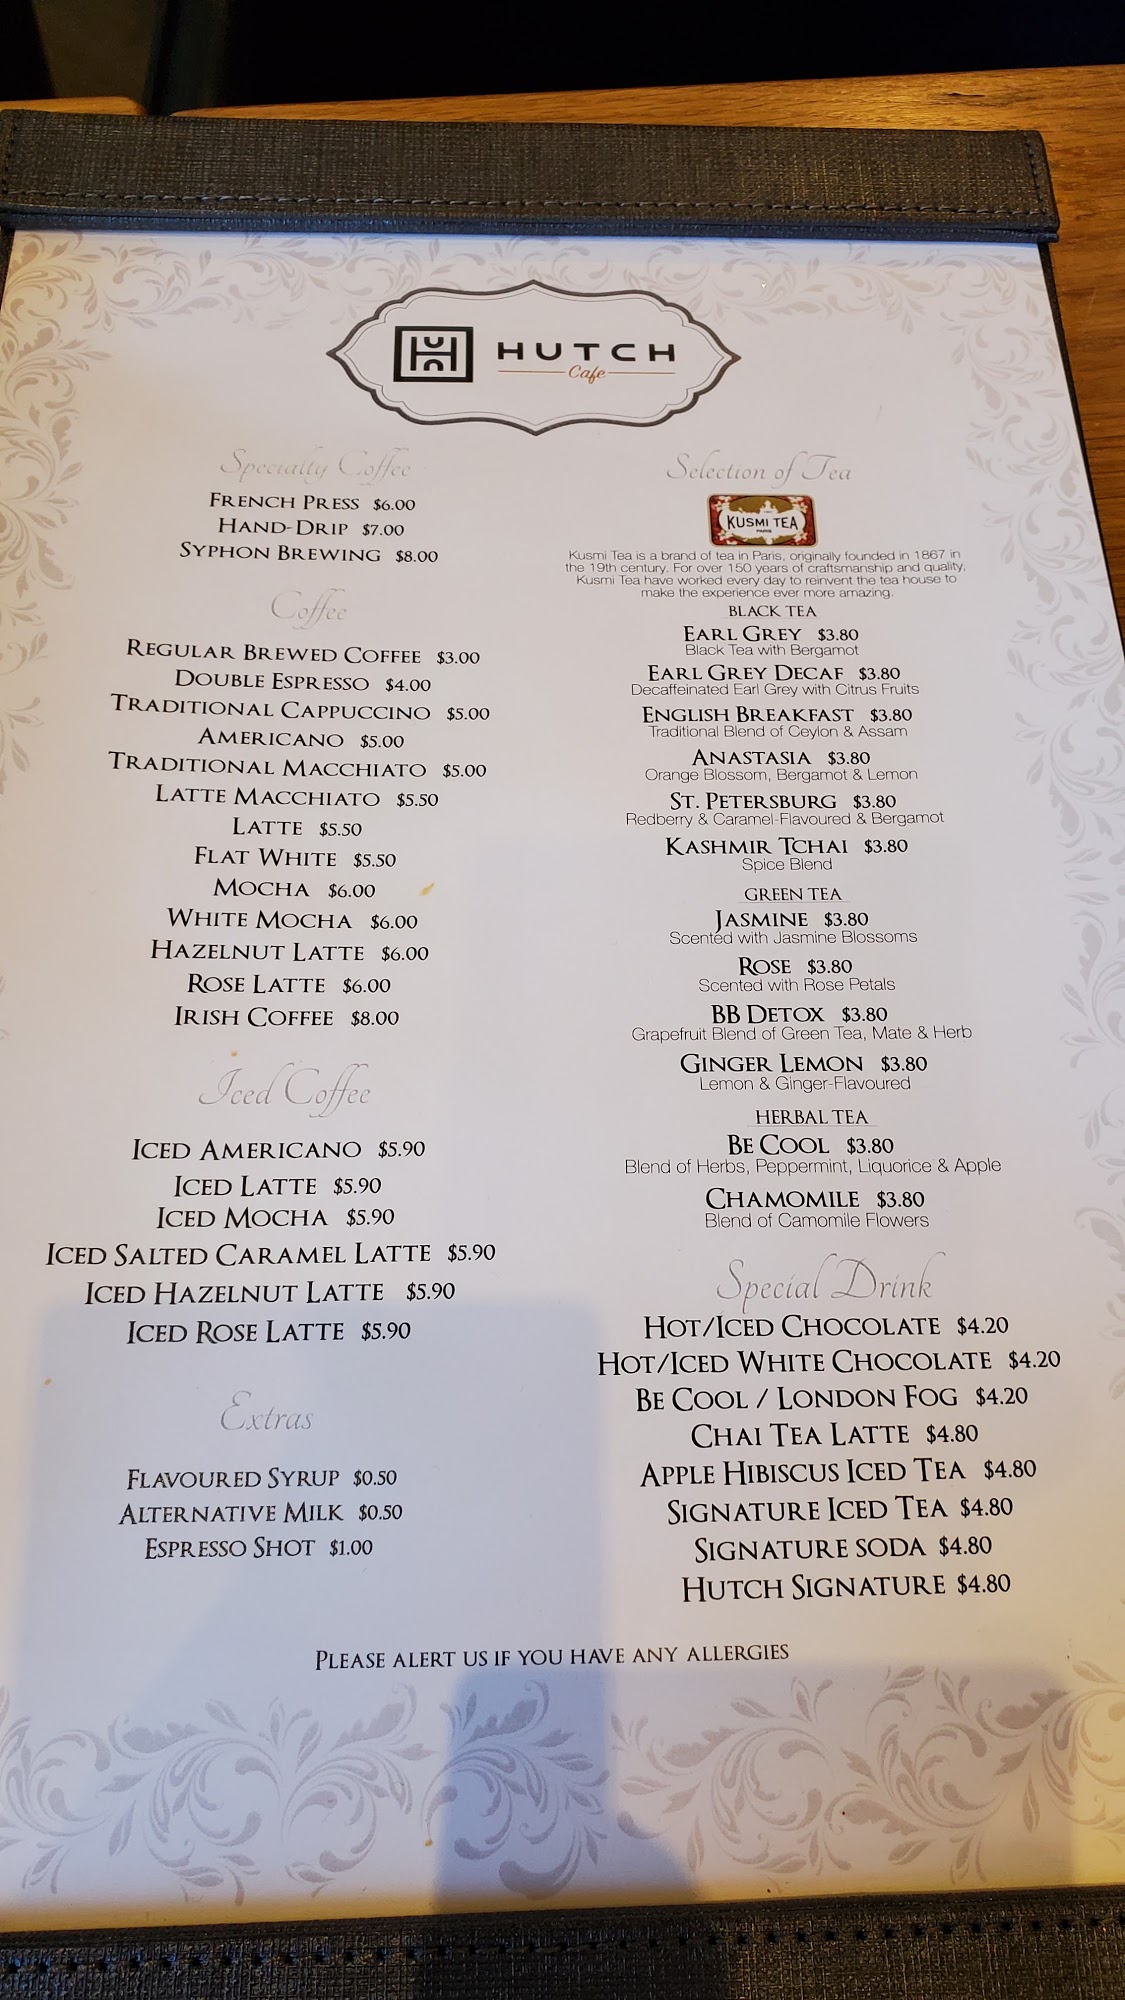 HUTCH
Cafe
Specialty Coffee
FRENCH PRESS $6.00
HAND-DRIP $7.00
SYPHON BREWING $8.00
Coffee
REGULAR BREWED COFFEE $3.00
DOUBLE ESPRESSO $4.00
TRADITIONAL CAPPUCCINO $5.00
AMERICANO $5.00
TRADITIONAL MACCHIATO $5.00
LATTE MACCHIATO $5.50
LATTE $5.50
FLAT WHITE $5.50
MOCHA $6.00
WHITE MOCHA $6.00
HAZELNUT LATTE $6.00
ROSE LATTE $6.00
IRISH COFFEE $8.00
Iced Coffee
ICED AMERICANO $5.90
ICED LATTE $5.90
ICED MOCHA $5.90
ICED SALTED CARAMEL LATTE $5.90
ICED HAZELNUT LATTE $5.90
ICED ROSE LATTE $5.90
Extras
FLAVOURED SYRUP $0.50
ALTERNATIVE MILK $0.50
ESPRESSO SHOT $1.00
Selection of Tea
KUSMI TEA
PARIS
Kusmi Tea is a brand of tea in Paris, originally founded in 1867 in
the 19th century. For over 150 years of craftsmanship and quality,
Kusmi Tea have worked every day to reinvent the tea house to
make the experience ever more amazing.
BLACK TEA
EARL GREY $3.80
Black Tea with Bergamot
EARL GREY DECAF $3.80
Decaffeinated Earl Grey with Citrus Fruits
ENGLISH BREAKFAST $3.80
Traditional Blend of Ceylon & Assam
ANASTASIA $3.80
Orange Blossom, Bergamot & Lemon
ST. PETERSBURG $3.80
Redberry & Caramel-Flavoured & Bergamot
KASHMIR TCHAI $3.80
Spice Blend
GREEN TEA
JASMINE $3.80
Scented with Jasmine Blossoms
ROSE $3.80
Scented with Rose Petals
BB DETOX $3.80
Grapefruit Blend of Green Tea, Mate & Herb
GINGER LEMON $3.80
Lemon & Ginger-Flavoured
HERBAL TEA
BE COOL $3.80
Blend of Herbs, Peppermint, Liquorice & Apple
CHAMOMILE $3.80
Blend of Camomile Flowers
Special Drink
HOT/ICED CHOCOLATE $4.20
HOT/ICED WHITE CHOCOLATE $4.20
BE COOL / LONDON FOG $4.20
CHAI TEA LATTE $4.80
APPLE HIBISCUS ICED TEA $4.80
SIGNATURE ICED TEA $4.80
SIGNATURE SODA $4.80
HUTCH SIGNATURE $4.80
PLEASE ALERT US IF YOU HAVE ANY ALLERGIES